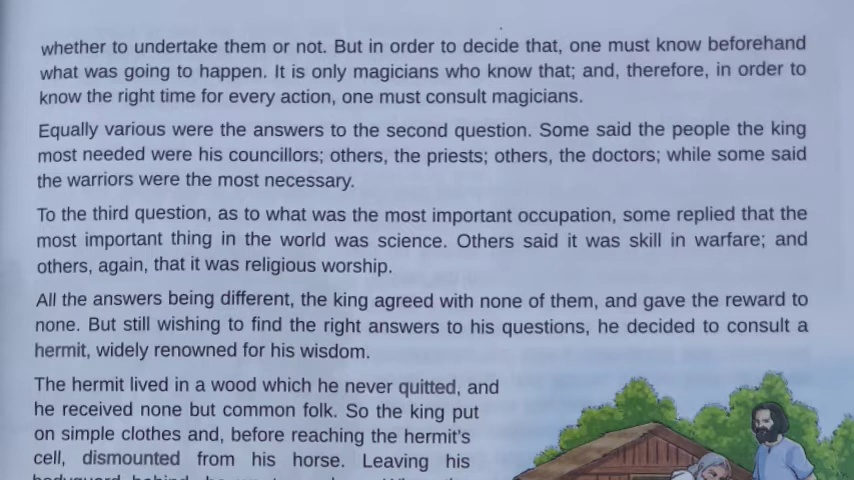 whether to undertake them or not. But in order to decide that, one must know beforehand
what was going to happen. It is only magicians who know that; and, therefore, in order to
know the right time for every action, one must consult magicians.
Equally various were the answers to the second question. Some said the people the king
most needed were his councillors; others, the priests; others, the doctors; while some said
the warriors were the most necessary.
To the third question, as to what was the most important occupation, some replied that the
most important thing in the world was science. Others said it was skill in warfare; and
others, again, that it was religious worship.
All the answers being different, the king agreed with none of them, and gave the reward to
none. But still wishing to find the right answers to his questions, he decided to consult a
hermit, widely renowned for his wisdom.
The hermit lived in a wood which he never quitted, and
he received none but common folk. So the king put
on simple clothes and, before reaching the hermit's
cell, dismounted from his horse. Leaving his